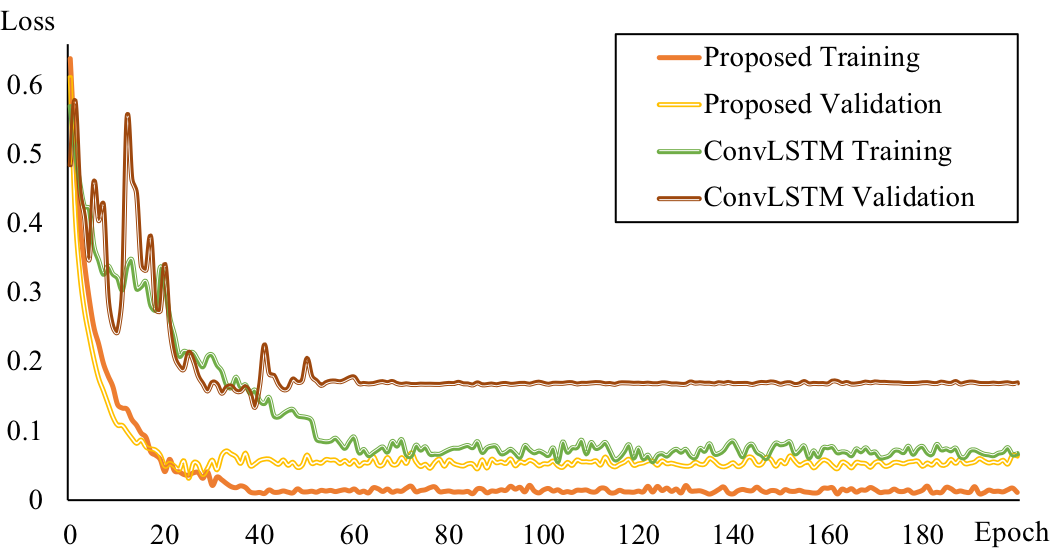 Loss
0.6
0.5
0.4
0.3
0.2
0.1
0
Proposed Training
Proposed Validation
ConvLSTM Training
ConvLSTM Validation
0 20 40 60 80 100 120 140 160 180 Epoch